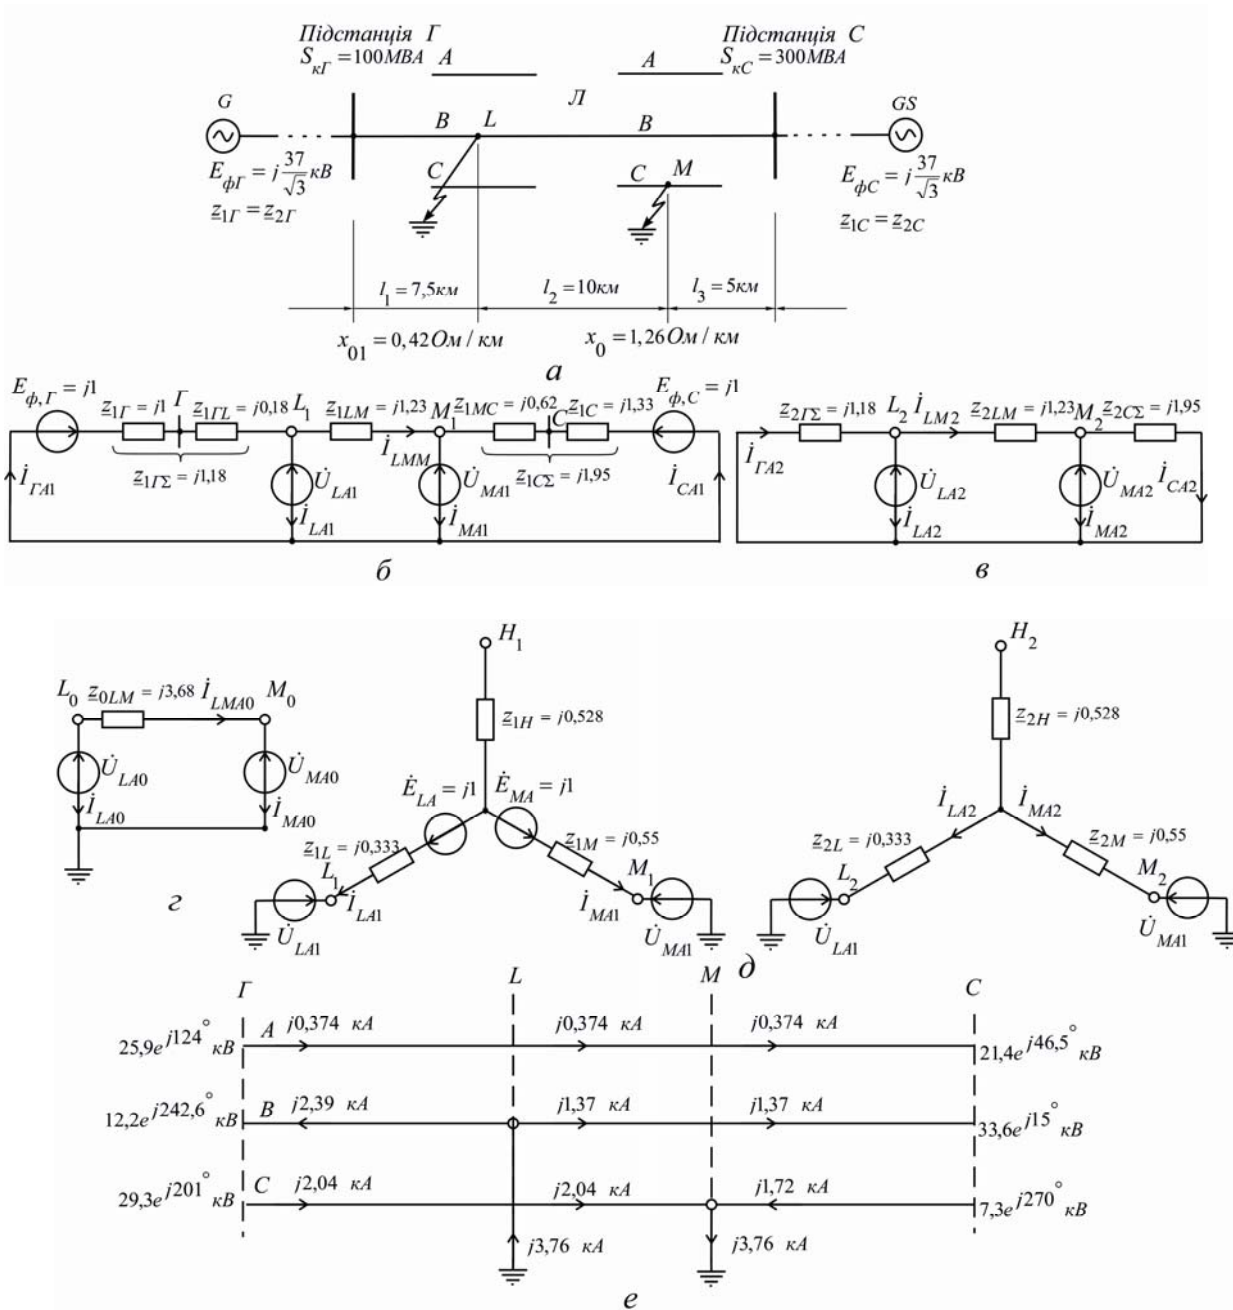 Підстанція Г
S_кГ = 100 МВА
Підстанція С
S_кС = 300 МВА
A
A
Л
G
GS
B
L
B
C
C
M
E_фГ = j 37/√3 кВ
z_1Г = z_2Г
E_фС = j 37/√3 кВ
z_1С = z_2С
l_1 = 7,5км
l_2 = 10км
l_3 = 5км
x_01 = 0,42 Ом / км
x_0 = 1,26 Ом / км
а
E_ф,Г = j1
z_1Г = j1
Г
z_1ГL = j0,18
L_1
z_1LM = j1,23
M_1
z_1MC = j0,62
C
z_1C = j1,33
E_ф,С = j1
İ_LMM
z_1ГΣ = j1,18
z_1CΣ = j1,95
İ_ГA1
U̇_LA1
U̇_MA1
İ_CA1
İ_LA1
İ_MA1
б
z_2ГΣ = j1,18
L_2
İ_LM2
z_2LM = j1,23
M_2
z_2CΣ = j1,95
İ_ГA2
U̇_LA2
U̇_MA2
İ_CA2
İ_LA2
İ_MA2
в
L_0
z_0LM = j3,68
İ_LMA0
M_0
U̇_LA0
U̇_MA0
İ_LA0
İ_MA0
г
H_1
z_1H = j0,528
Ė_LA = j1
Ė_MA = j1
z_1L = j0,333
z_1M = j0,55
L_1
M_1
İ_LA1
İ_MA1
U̇_LA1
U̇_MA1
H_2
z_2H = j0,528
İ_LA2
İ_MA2
z_2L = j0,333
z_2M = j0,55
L_2
M_2
U̇_LA1
U̇_MA1
д
Г
L
M
C
25,9e^j124° кВ
A
j0,374 кА
j0,374 кА
j0,374 кА
21,4e^j46,5° кВ
12,2e^j242,6° кВ
B
j2,39 кА
j1,37 кА
j1,37 кА
33,6e^j15° кВ
29,3e^j201° кВ
C
j2,04 кА
j2,04 кА
j1,72 кА
7,3e^j270° кВ
j3,76 кА
j3,76 кА
е